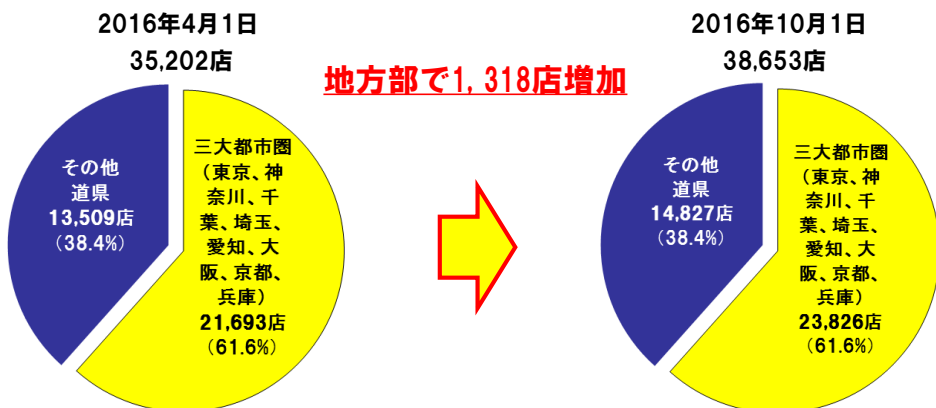 2016年4月1日
35,202店
地方部で1,318店増加
2016年10月1日
38,653店
その他
道県
13,509店
(38.4%)
三大都市圏
(東京、神
奈川、千
葉、埼玉、
愛知、大
阪、京都、
兵庫)
21,693店
(61.6%)
その他
道県
14,827店
(38.4%)
三大都市圏
(東京、神
奈川、千
葉、埼玉、
愛知、大
阪、京都、
兵庫)
23,826店
(61.6%)